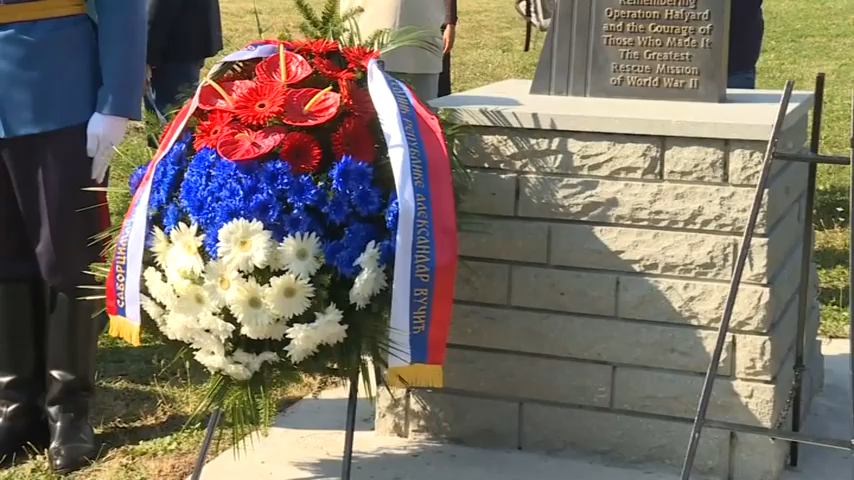 Remembering
Operation Halyard
and the Courage of
Those Who Made It
The Greatest
Rescue Mission
of World War II
РЕПУБЛИКЕ АЛЕКСАНДАР ВУЧИЋ
САБОРЦИМА